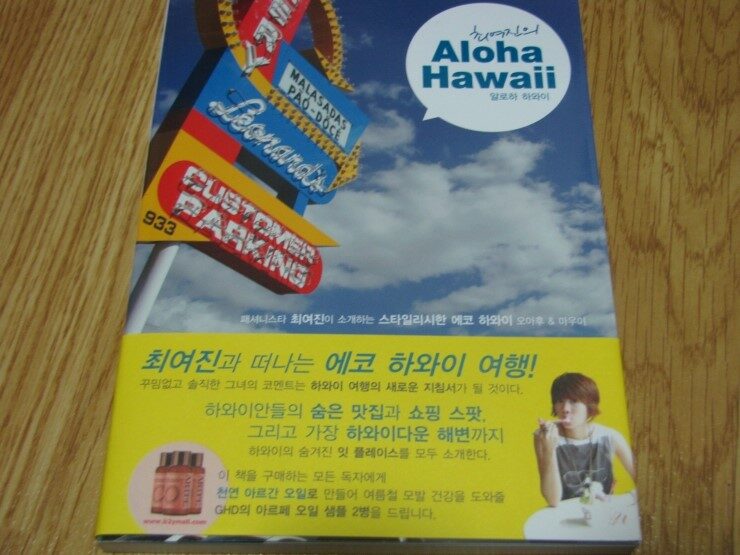 최여진의
Aloha
Hawaii
알로하 하와이
MALASADAS
PAO-DOCE
Leonard's
CUSTOMER
PARKING
933
패셔니스타 최여진이 소개하는 스타일리시한 에코 하와이 오아후 & 마우이
최여진과 떠나는 에코 하와이 여행!
꾸밈없고 솔직한 그녀의 코멘트는 하와이 여행의 새로운 지침서가 될 것이다.
하와이안들의 숨은 맛집과 쇼핑 스팟,
그리고 가장 하와이다운 해변까지
하와이의 숨겨진 잇 플레이스를 모두 소개한다.
이 책을 구매하는 모든 독자에게
천연 아르간 오일로 만들어 여름철 모발 건강을 도와줄
GHD의 아르페 오일 샘플 2병을 드립니다.